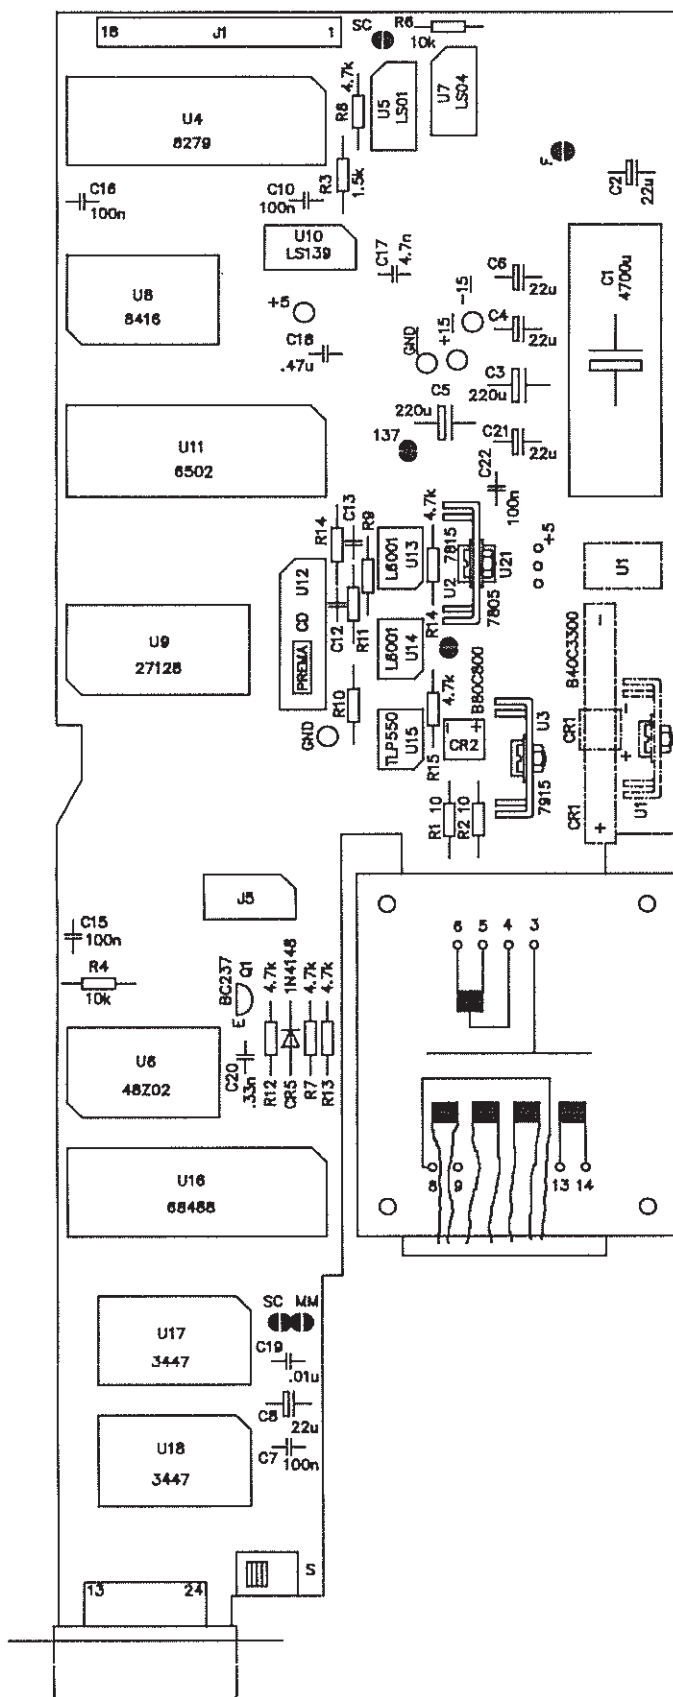 16 J1 1
SC
R6
10k
U4
8279
R8 4.7k
U5
LS01
U7
LS04
F
C2
22u
C16
100n
C10
100n
R3
1.5k
U10
LS139
C17
4.7n
C6
22u
-15
C1
4700u
U8
8416
+5
C18
.47u
GND
+15
C4
22u
C3
220u
C5
220u
C21
22u
137
C22
100n
U11
6502
R14
C13
R9
L6001
U13
4.7k
R14
7815
U2
U21
7805
+5
U1
U12
CD
PREMA
C12
R11
L6001
U14
U9
27128
R10
GND
TLP550
U15
4.7k
R15
B80C800
- +
CR2
U3
7915
B40C3300
-
CR1
CR1
+
-
+
U1
R1 10
R2 10
J5
C15
100n
R4
10k
BC237
Q1
E
4.7k
1N4148
4.7k
4.7k
6 5 4 3
U6
48Z02
C20
.33n
R12
CR5
R7
R13
8 9 13 14
U16
68488
SC MM
U17
3447
C19
.01u
C8
22u
U18
3447
C7
100n
S
13 24